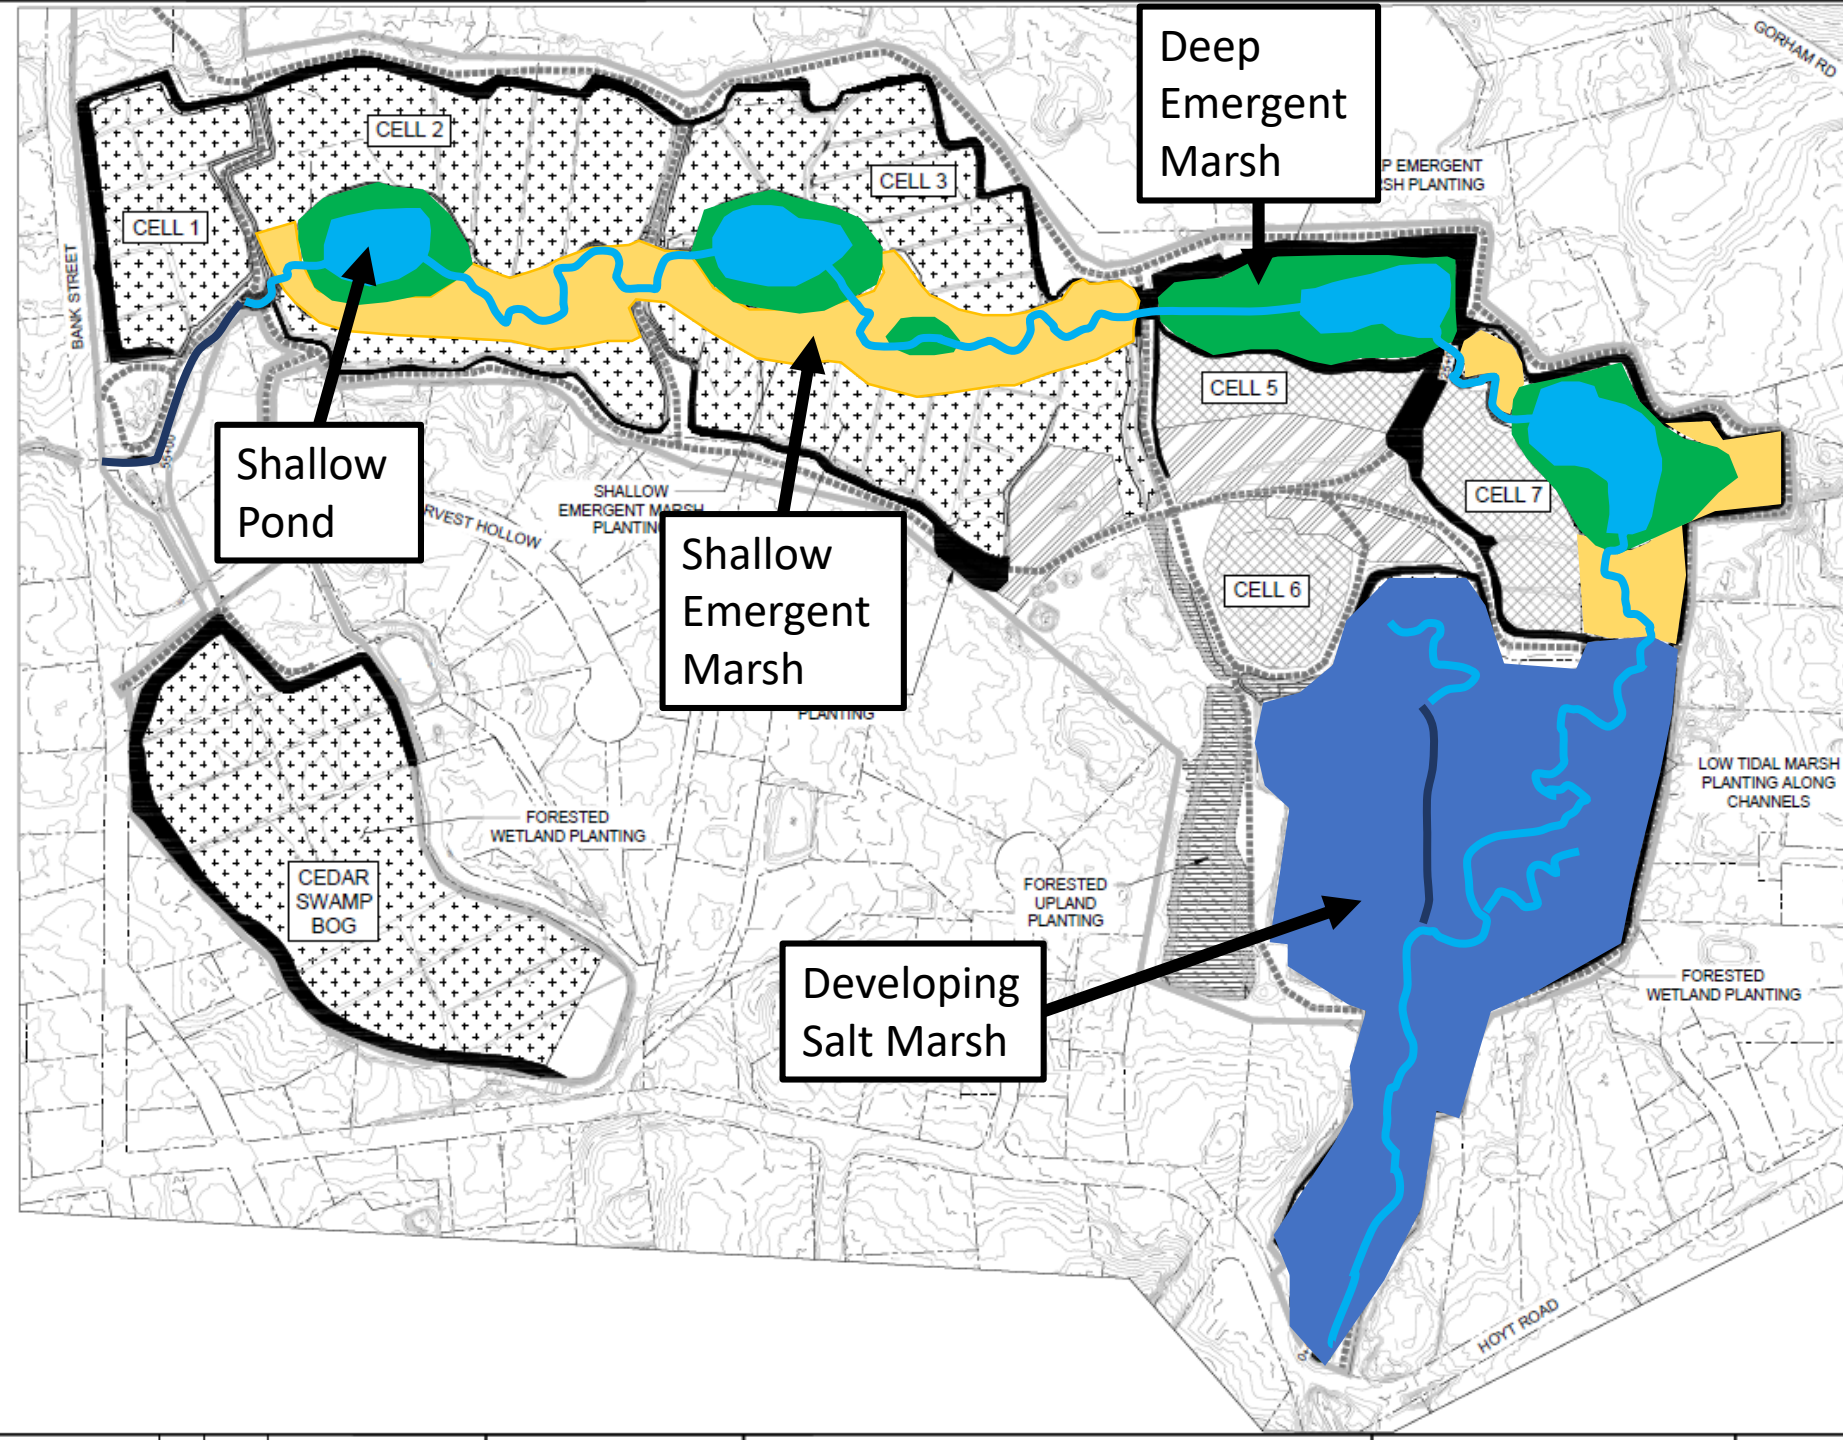 GORHAM RD
Deep
Emergent
Marsh
P EMERGENT
SH PLANTING
CELL 2
CELL 3
CELL 1
BANK STREET
CELL 5
CELL 7
CELL 6
Shallow
Pond
55+00
RVEST HOLLOW
SHALLOW
EMERGENT MARSH
PLANTING
Shallow
Emergent
Marsh
PLANTING
LOW TIDAL MARSH
PLANTING ALONG
CHANNELS
FORESTED
WETLAND PLANTING
CEDAR
SWAMP
BOG
FORESTED
UPLAND
PLANTING
Developing
Salt Marsh
FORESTED
WETLAND PLANTING
HOYT ROAD